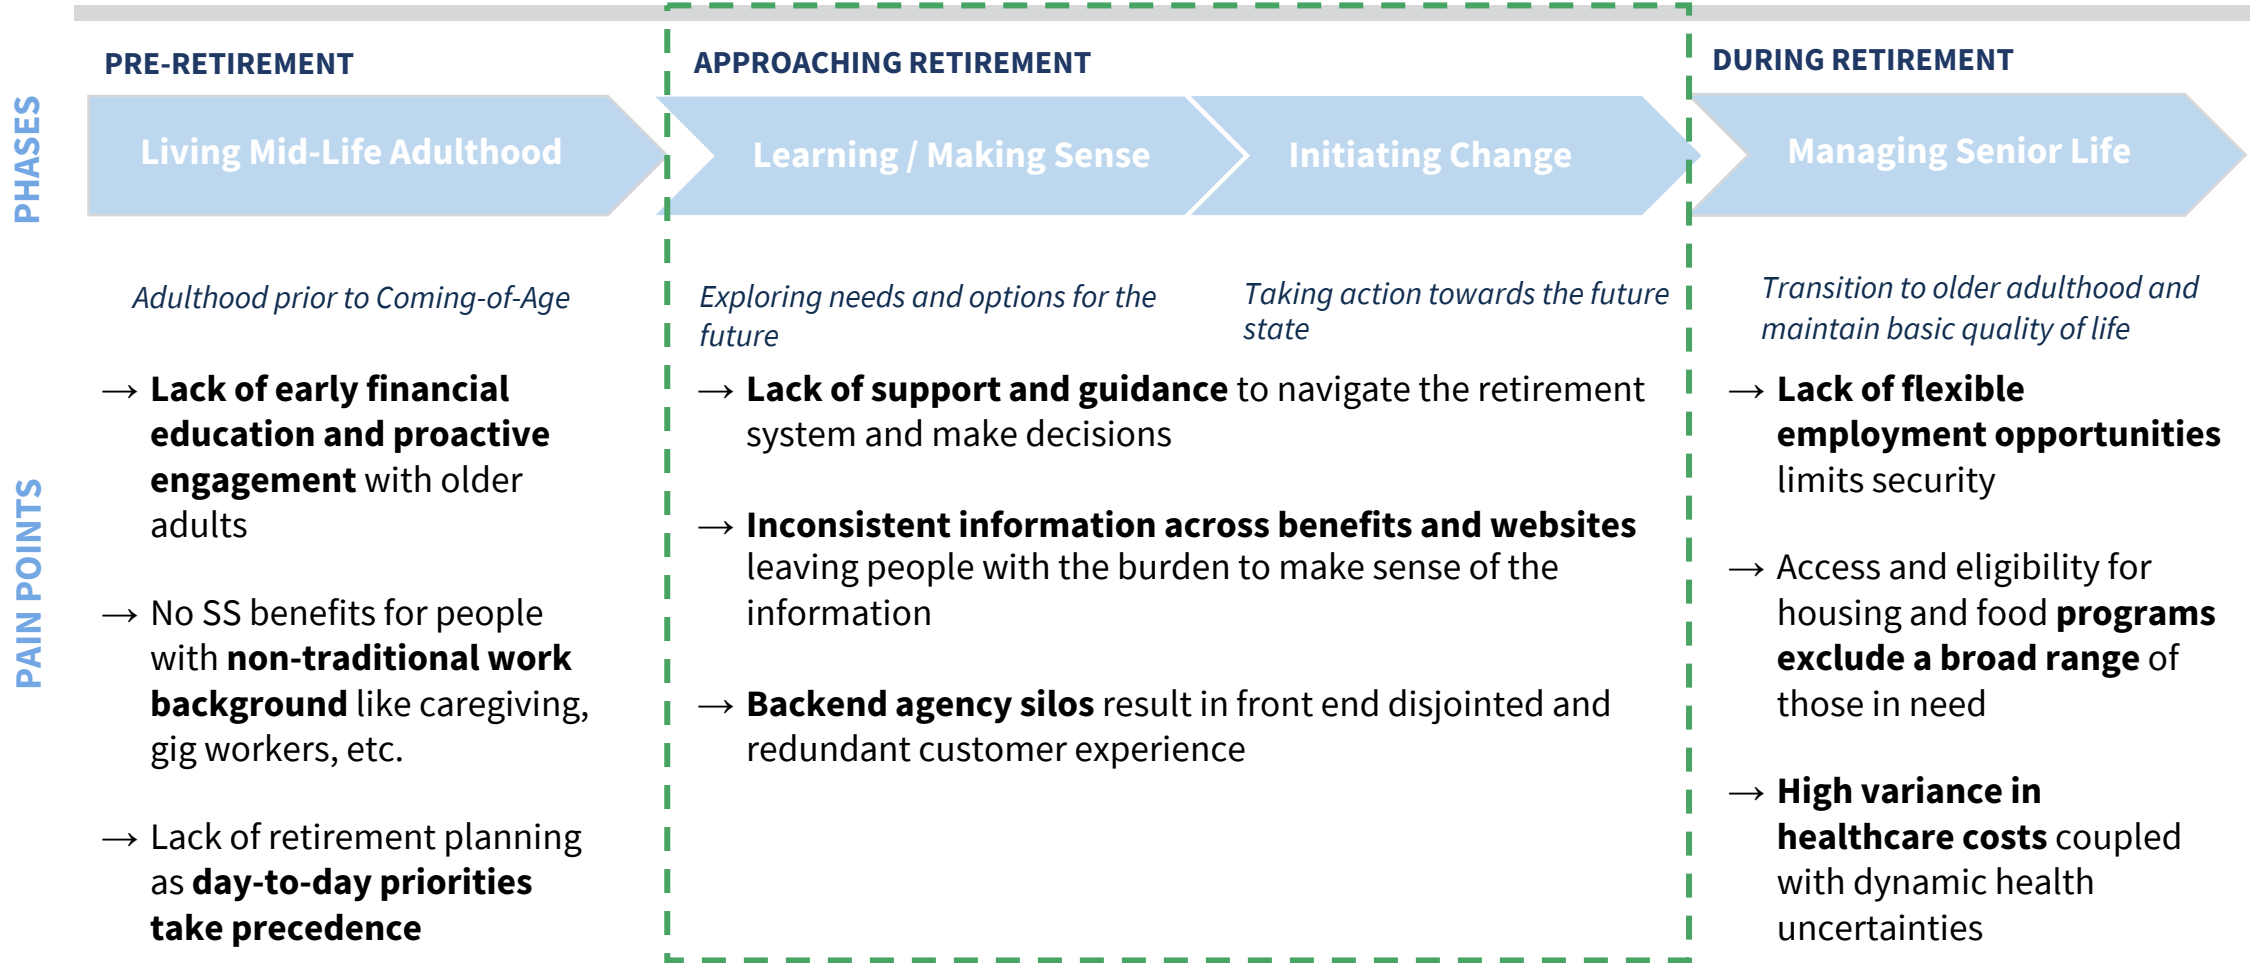 PHASES
PRE-RETIREMENT
Living Mid-Life Adulthood
Adulthood prior to Coming-of-Age
APPROACHING RETIREMENT
Learning / Making Sense
Exploring needs and options for the
future
Initiating Change
Taking action towards the future
state
DURING RETIREMENT
Managing Senior Life
Transition to older adulthood and
maintain basic quality of life
PAIN POINTS
→ Lack of early financial
education and proactive
engagement with older
adults
→ No SS benefits for people
with non-traditional work
background like caregiving,
gig workers, etc.
→ Lack of retirement planning
as day-to-day priorities
take precedence
→ Lack of support and guidance to navigate the retirement
system and make decisions
→ Inconsistent information across benefits and websites
leaving people with the burden to make sense of the
information
→ Backend agency silos result in front end disjointed and
redundant customer experience
→ Lack of flexible
employment opportunities
limits security
→ Access and eligibility for
housing and food programs
exclude a broad range of
those in need
→ High variance in
healthcare costs coupled
with dynamic health
uncertainties